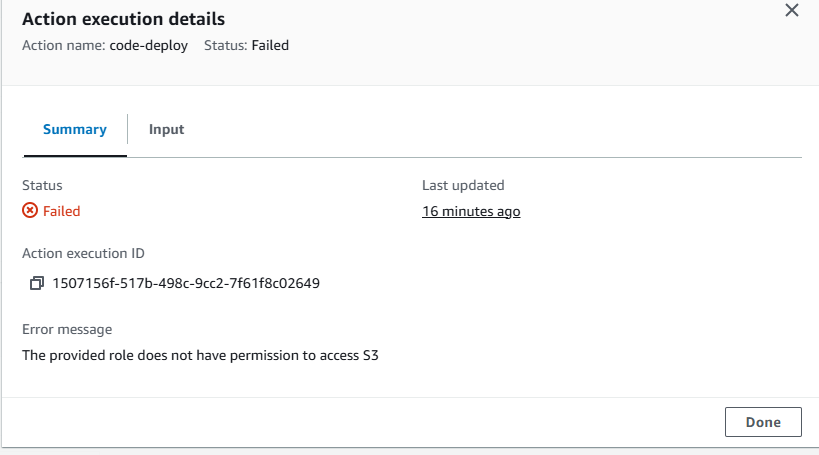 Action execution details
Action name: code-deploy Status: Failed
Summary Input
Status
Failed
Last updated
16 minutes ago
Action execution ID
1507156f-517b-498c-9cc2-7f61f8c02649
Error message
The provided role does not have permission to access S3
Done